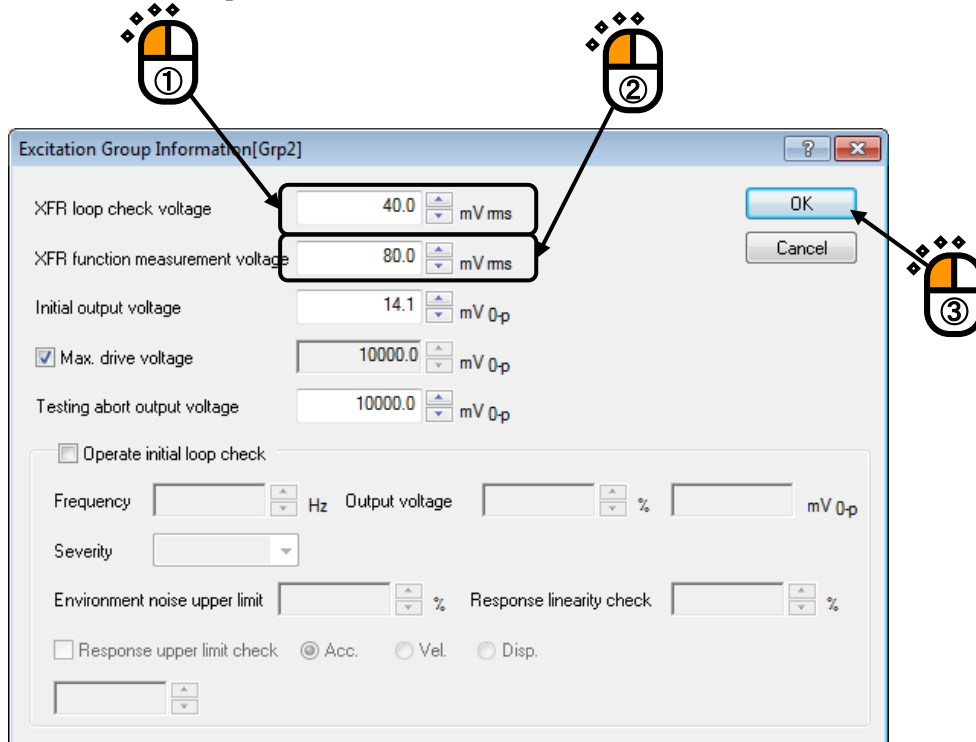 ①
②
Excitation Group Information[Grp2]
XFR loop check voltage 40.0 mV rms OK
XFR function measurement voltage 80.0 mV rms Cancel
③
Initial output voltage 14.1 mV 0-p
Max. drive voltage 10000.0 mV 0-p
Testing abort output voltage 10000.0 mV 0-p
Operate initial loop check
Frequency Hz Output voltage % mV 0-p
Severity
Environment noise upper limit % Response linearity check %
Response upper limit check Acc. Vel. Disp.